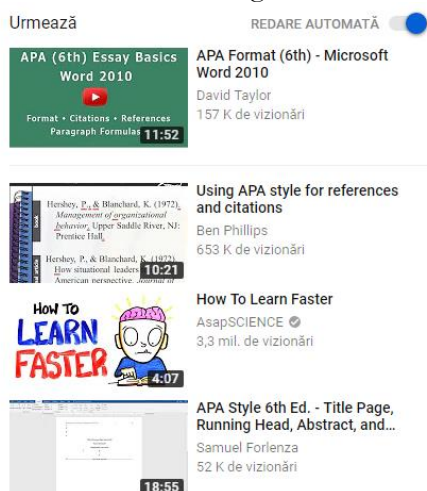 Urmează
REDARE AUTOMATĂ
APA (6th) Essay Basics
Word 2010
Format • Citations • References
Paragraph Formulas
11:52
APA Format (6th) - Microsoft
Word 2010
David Taylor
157 K de vizionări
book
Hershey, P., & Blanchard, K. (1972).
Management of organizational
behavior. Upper Saddle River, NJ:
Prentice Hall.
Hershey, P., & Blanchard, K. (1972).
How situational leaders
American perspective. Journal of
10:21
Using APA style for references
and citations
Ben Phillips
653 K de vizionări
HOW TO
LEARN
FASTER
4:07
How To Learn Faster
AsapSCIENCE
3,3 mil. de vizionări
18:55
APA Style 6th Ed. - Title Page,
Running Head, Abstract, and...
Samuel Forlenza
52 K de vizionări